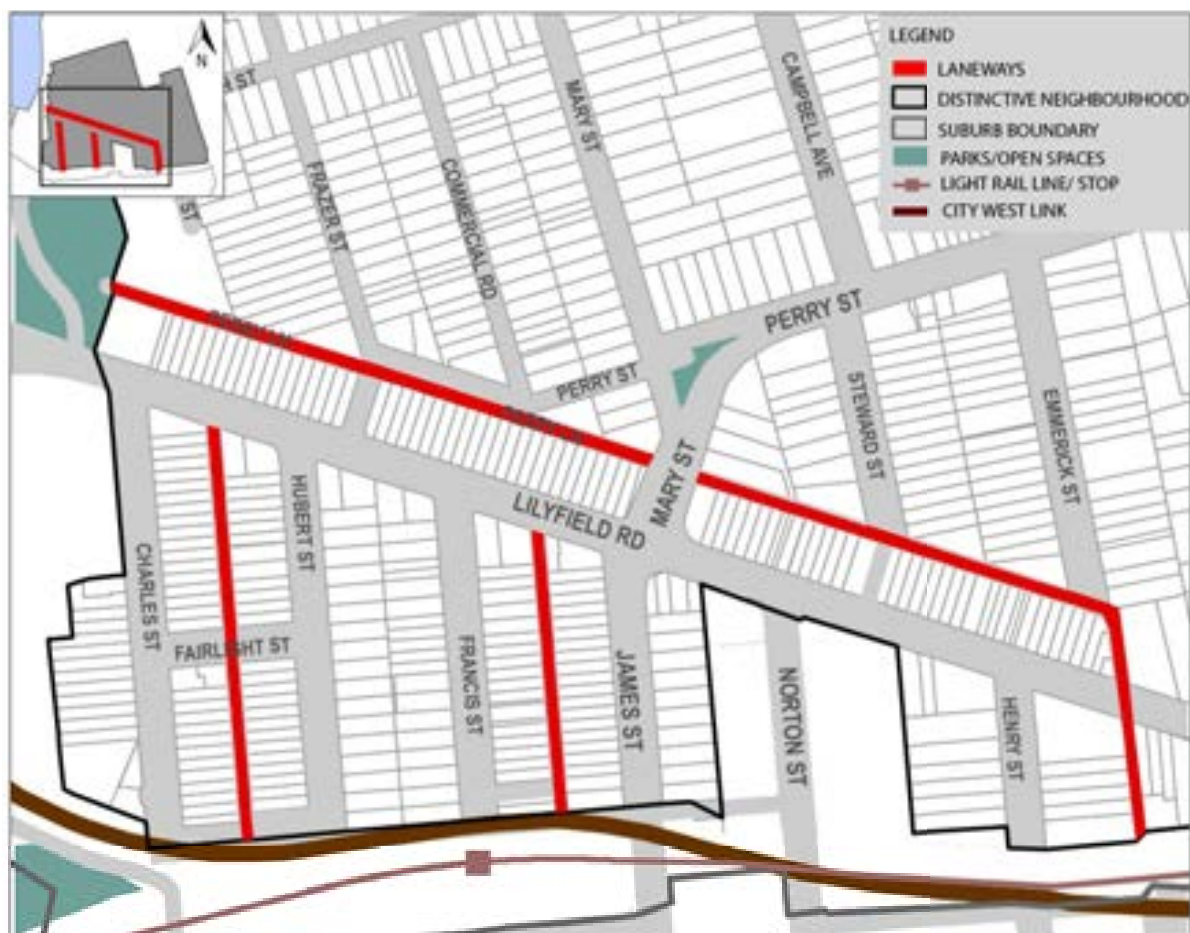 N
LEGEND
LANEWAYS
DISTINCTIVE NEIGHBOURHOOD
SUBURB BOUNDARY
PARKS/OPEN SPACES
LIGHT RAIL LINE/ STOP
CITY WEST LINK
ST
ST
FRAZER ST
COMMERCIAL RD
MARY ST
CAMPBELL AVE
PERRY ST
PERRY ST
STEWARD ST
EMMERICK ST
MARY ST
LILYFIELD RD
HUBERT ST
CHARLES ST
FAIRLIGHT ST
FRANCIS ST
JAMES ST
NORTON ST
HENRY ST